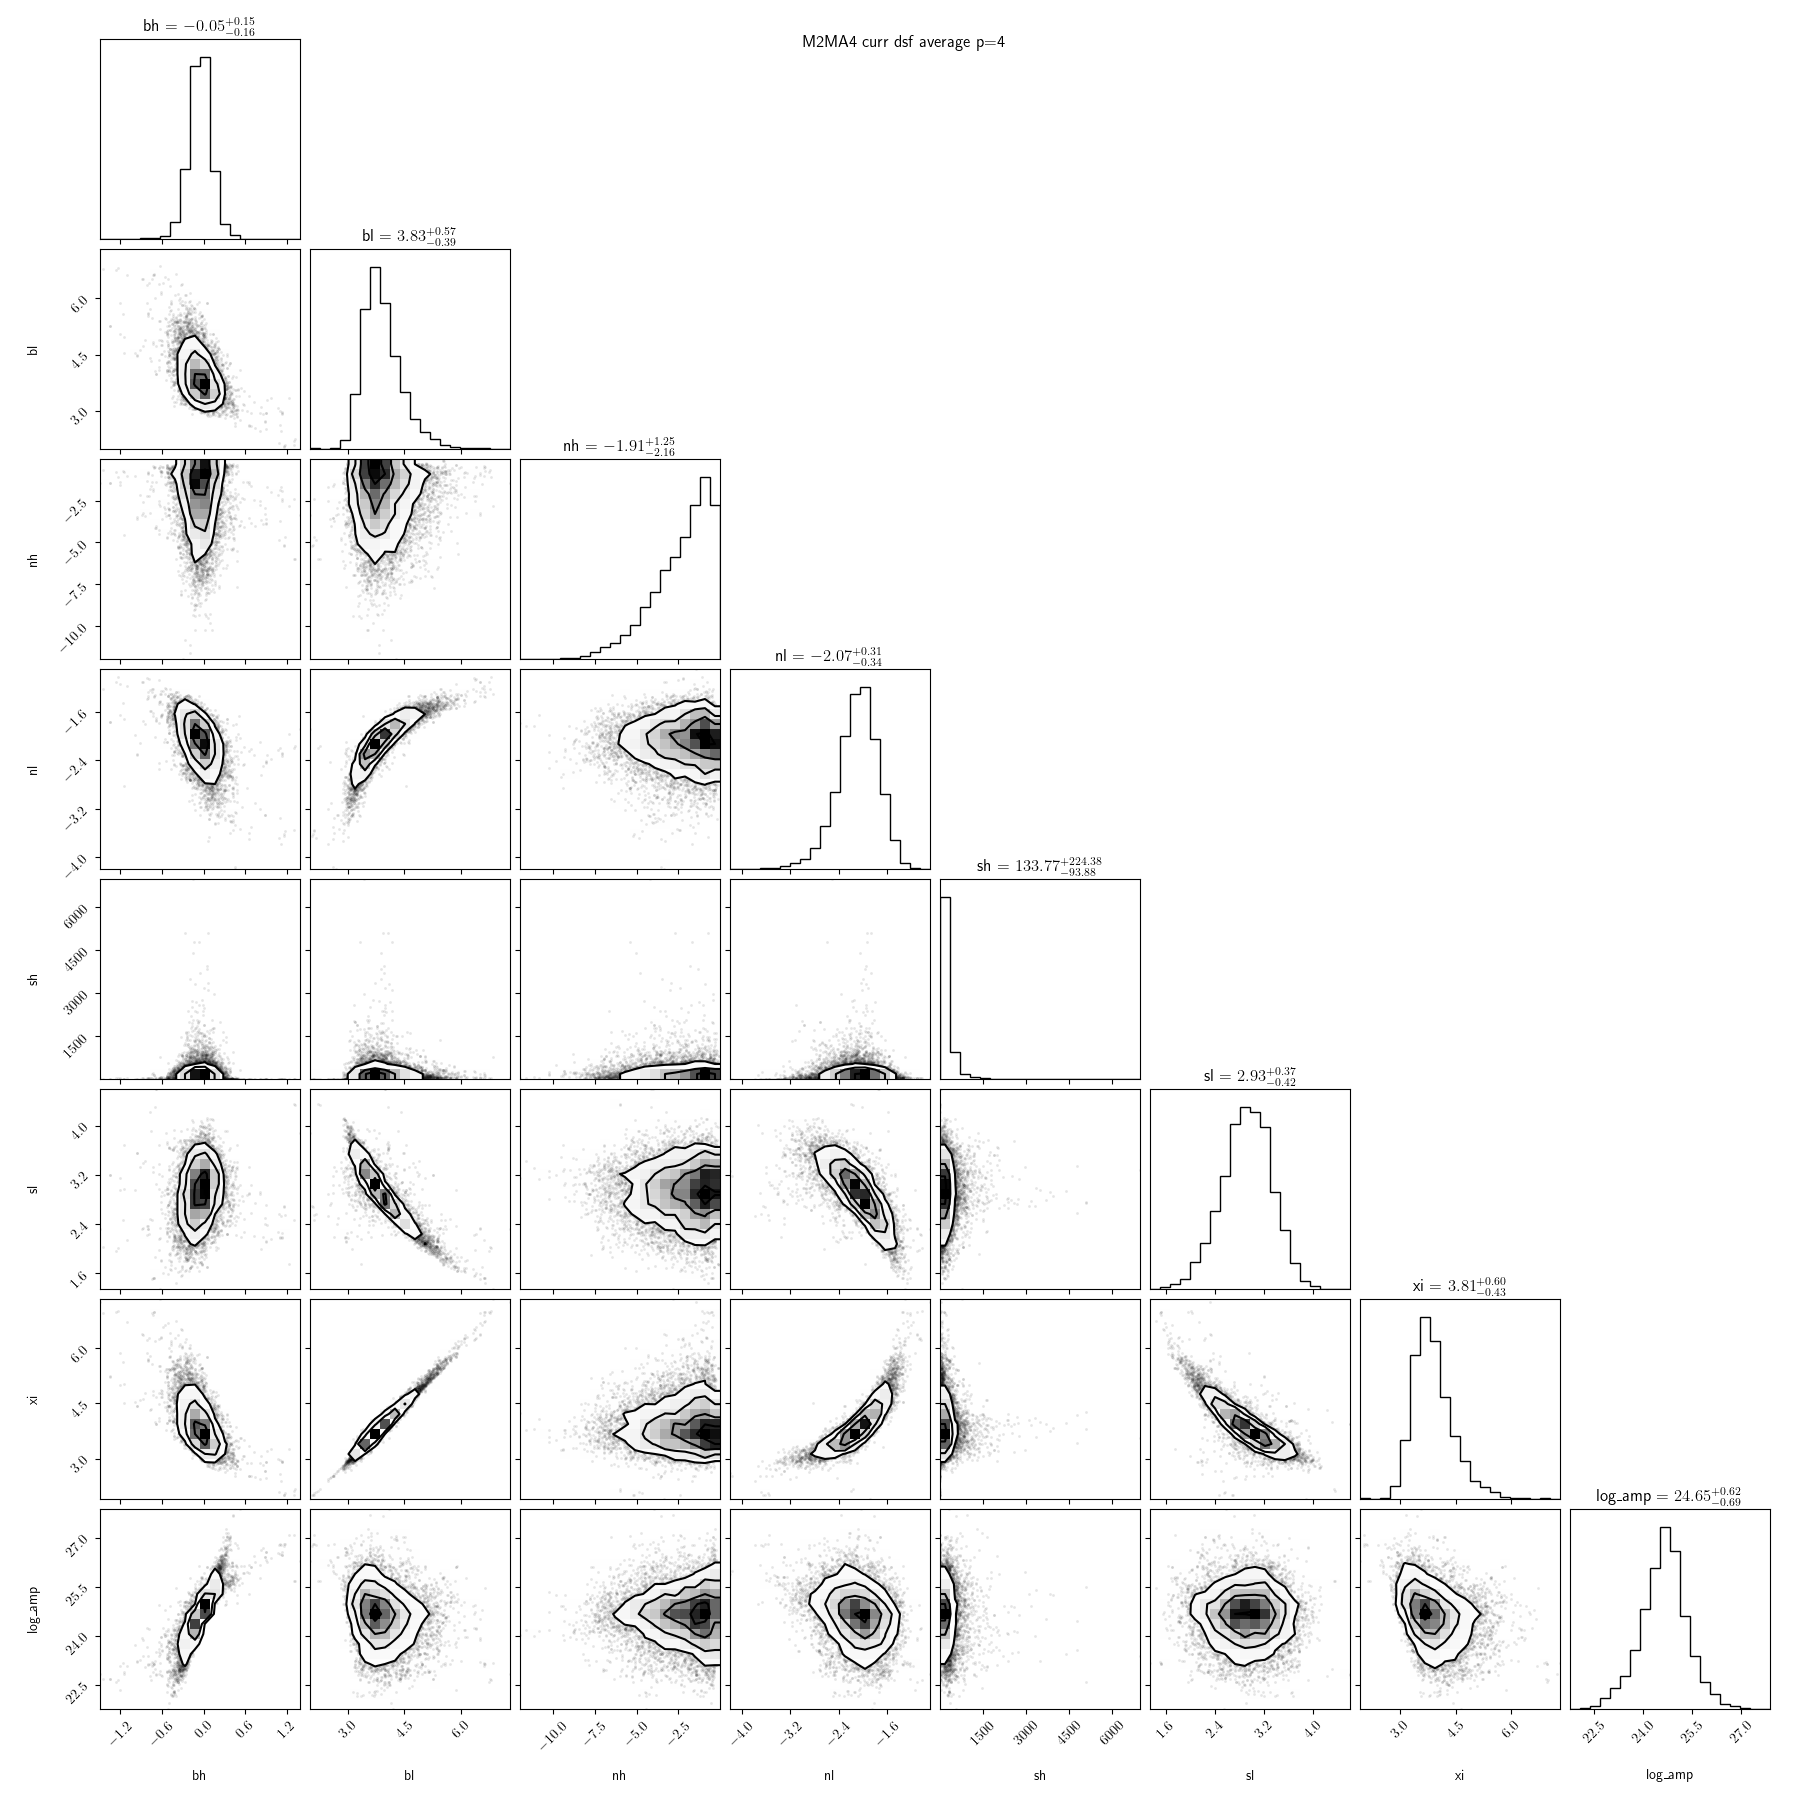 M2MA4 curr dsf average p=4
bh = −0.05+0.15−0.16
bl = 3.83+0.57−0.39
bl
6.0
4.5
3.0
nh = −1.91+1.25−2.16
nh
−2.5
−5.0
−7.5
−10.0
nl = −2.07+0.31−0.34
nl
−1.6
−2.4
−3.2
−4.0
sh = 133.77+224.38−93.88
sh
6000
4500
3000
1500
sl = 2.93+0.37−0.42
sl
4.0
3.2
2.4
1.6
xi = 3.81+0.60−0.43
xi
6.0
4.5
3.0
log_amp = 24.65+0.62−0.69
log_amp
27.0
25.5
24.0
22.5
−1.2 −0.6 0.0 0.6 1.2 3.0 4.5 6.0 −10.0 −7.5 −5.0 −2.5 −4.0 −3.2 −2.4 −1.6 1500 3000 4500 6000 1.6 2.4 3.2 4.0 3.0 4.5 6.0 22.5 24.0 25.5 27.0
bh bl nh nl sh sl xi log_amp